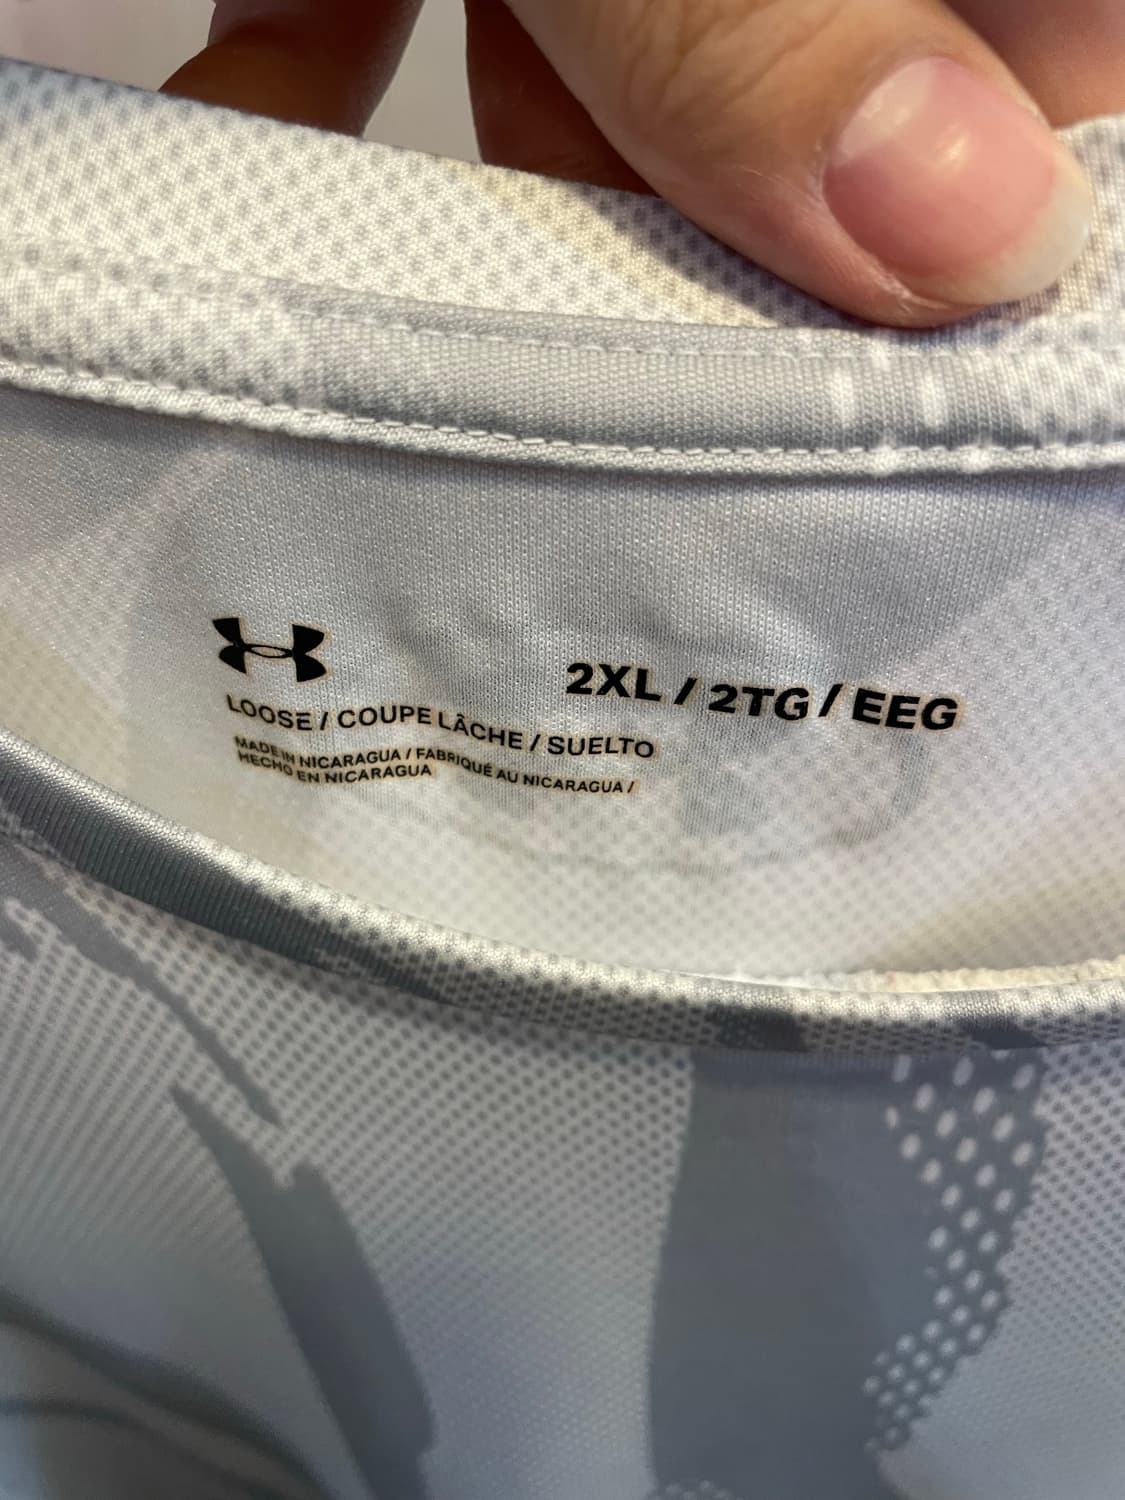 2XL / 2TG / EEG
LOOSE / COUPE LÂCHE / SUELTO
MADE IN NICARAGUA / FABRIQUÉ AU NICARAGUA /
HECHO EN NICARAGUA